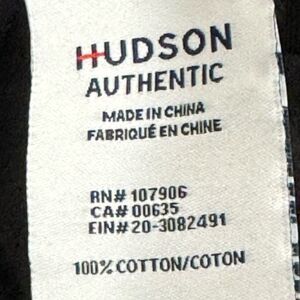 HUDSON
AUTHENTIC
MADE IN CHINA
FABRIQUÉ EN CHINE
RN# 107906
CA# 00635
EIN# 20-3082491
100% COTTON/COTON